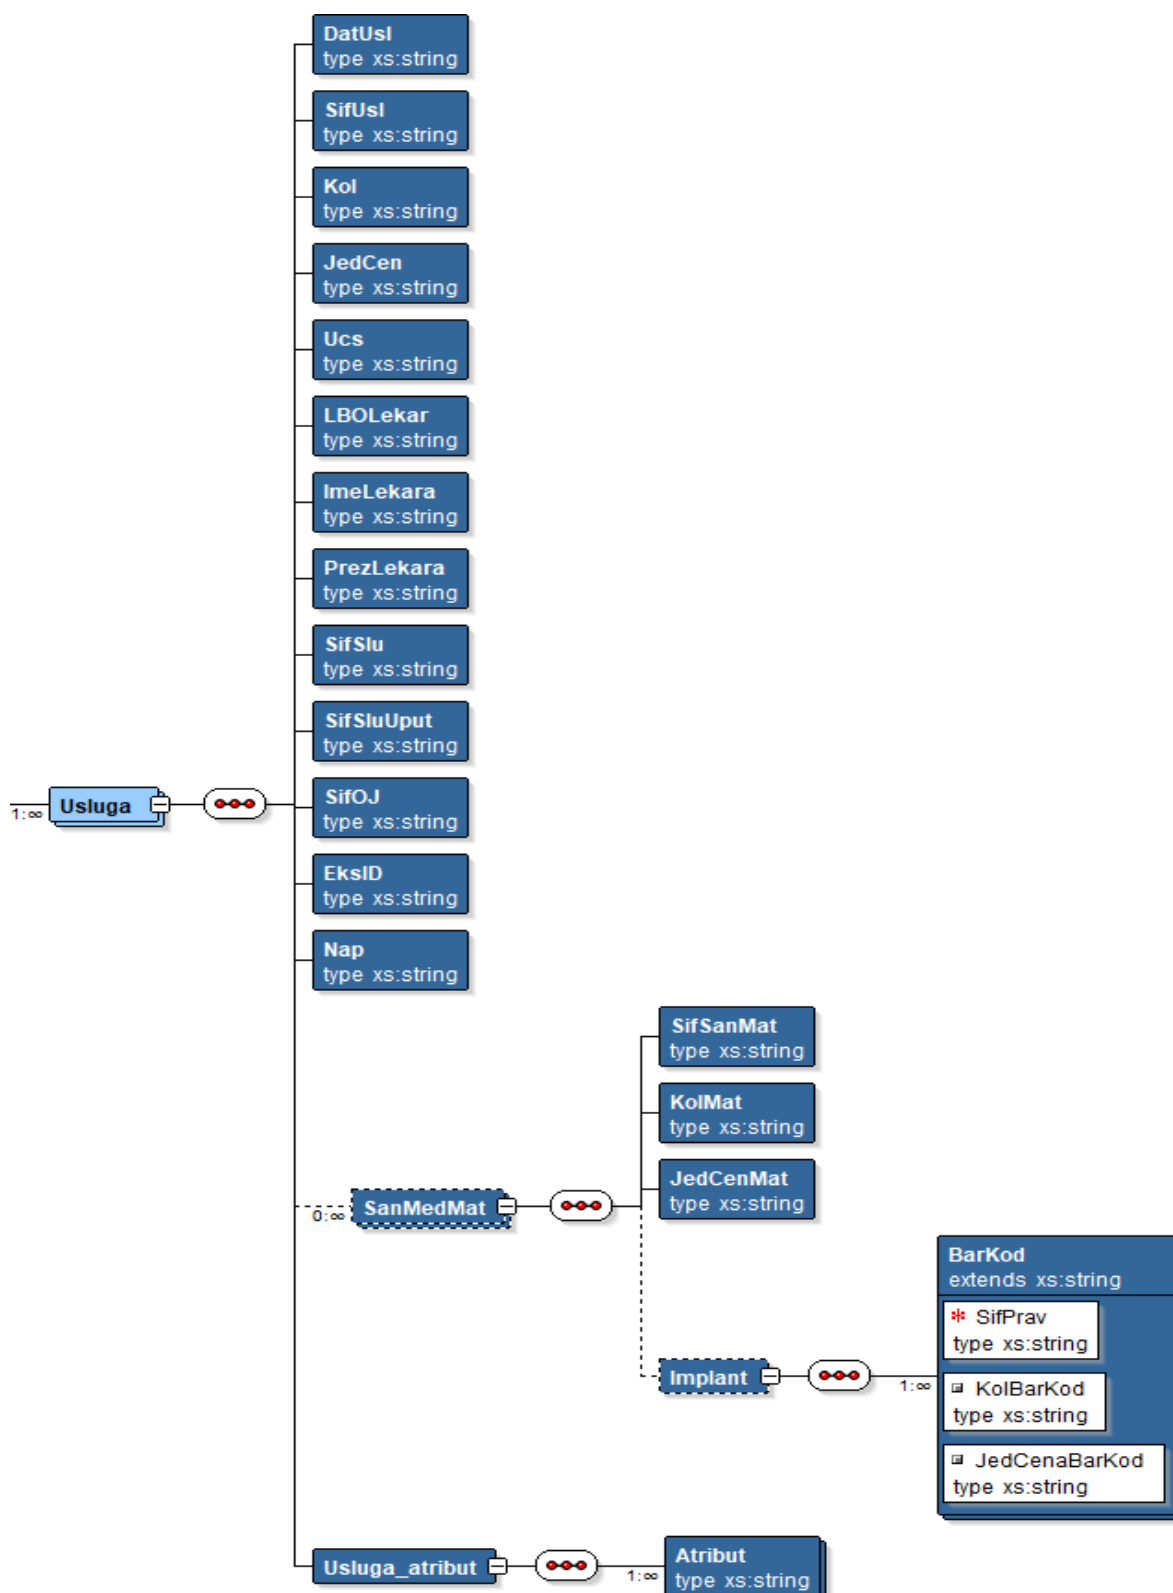 DatUsl
type xs:string
SifUsl
type xs:string
Kol
type xs:string
JedCen
type xs:string
Ucs
type xs:string
LBOLekar
type xs:string
ImeLekara
type xs:string
PrezLekara
type xs:string
SifSlu
type xs:string
SifSluUput
type xs:string
Usluga
1:∞
SifOJ
type xs:string
EksID
type xs:string
Nap
type xs:string
SanMedMat
0:∞
SifSanMat
type xs:string
KolMat
type xs:string
JedCenMat
type xs:string
Implant
1:∞
BarKod
extends xs:string
* SifPrav
type xs:string
KolBarKod
type xs:string
JedCenaBarKod
type xs:string
Usluga_atribut
1:∞
Atribut
type xs:string